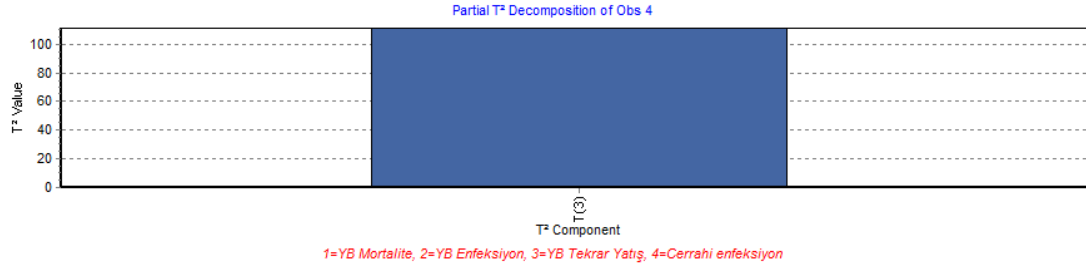 Partial T² Decomposition of Obs 4
100
80
60
40
20
0
T² Value
T(3)
T² Component
1=YB Mortalite, 2=YB Enfeksiyon, 3=YB Tekrar Yatış, 4=Cerrahi enfeksiyon